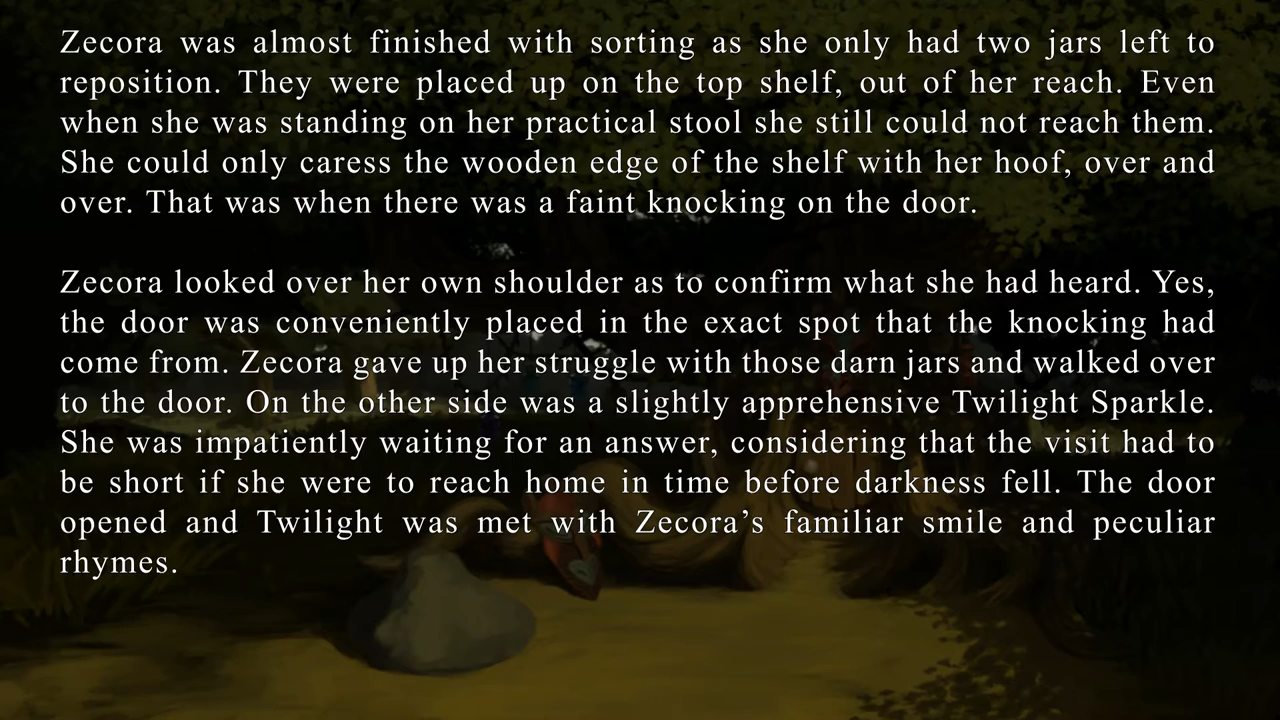 Zecora was almost finished with sorting as she only had two jars left to
reposition. They were placed up on the top shelf, out of her reach. Even
when she was standing on her practical stool she still could not reach them.
She could only caress the wooden edge of the shelf with her hoof, over and
over. That was when there was a faint knocking on the door.
Zecora looked over her own shoulder as to confirm what she had heard. Yes,
the door was conveniently placed in the exact spot that the knocking had
come from. Zecora gave up her struggle with those darn jars and walked over
to the door. On the other side was a slightly apprehensive Twilight Sparkle.
She was impatiently waiting for an answer, considering that the visit had to
be short if she were to reach home in time before darkness fell. The door
opened and Twilight was met with Zecora’s familiar smile and peculiar
rhymes.